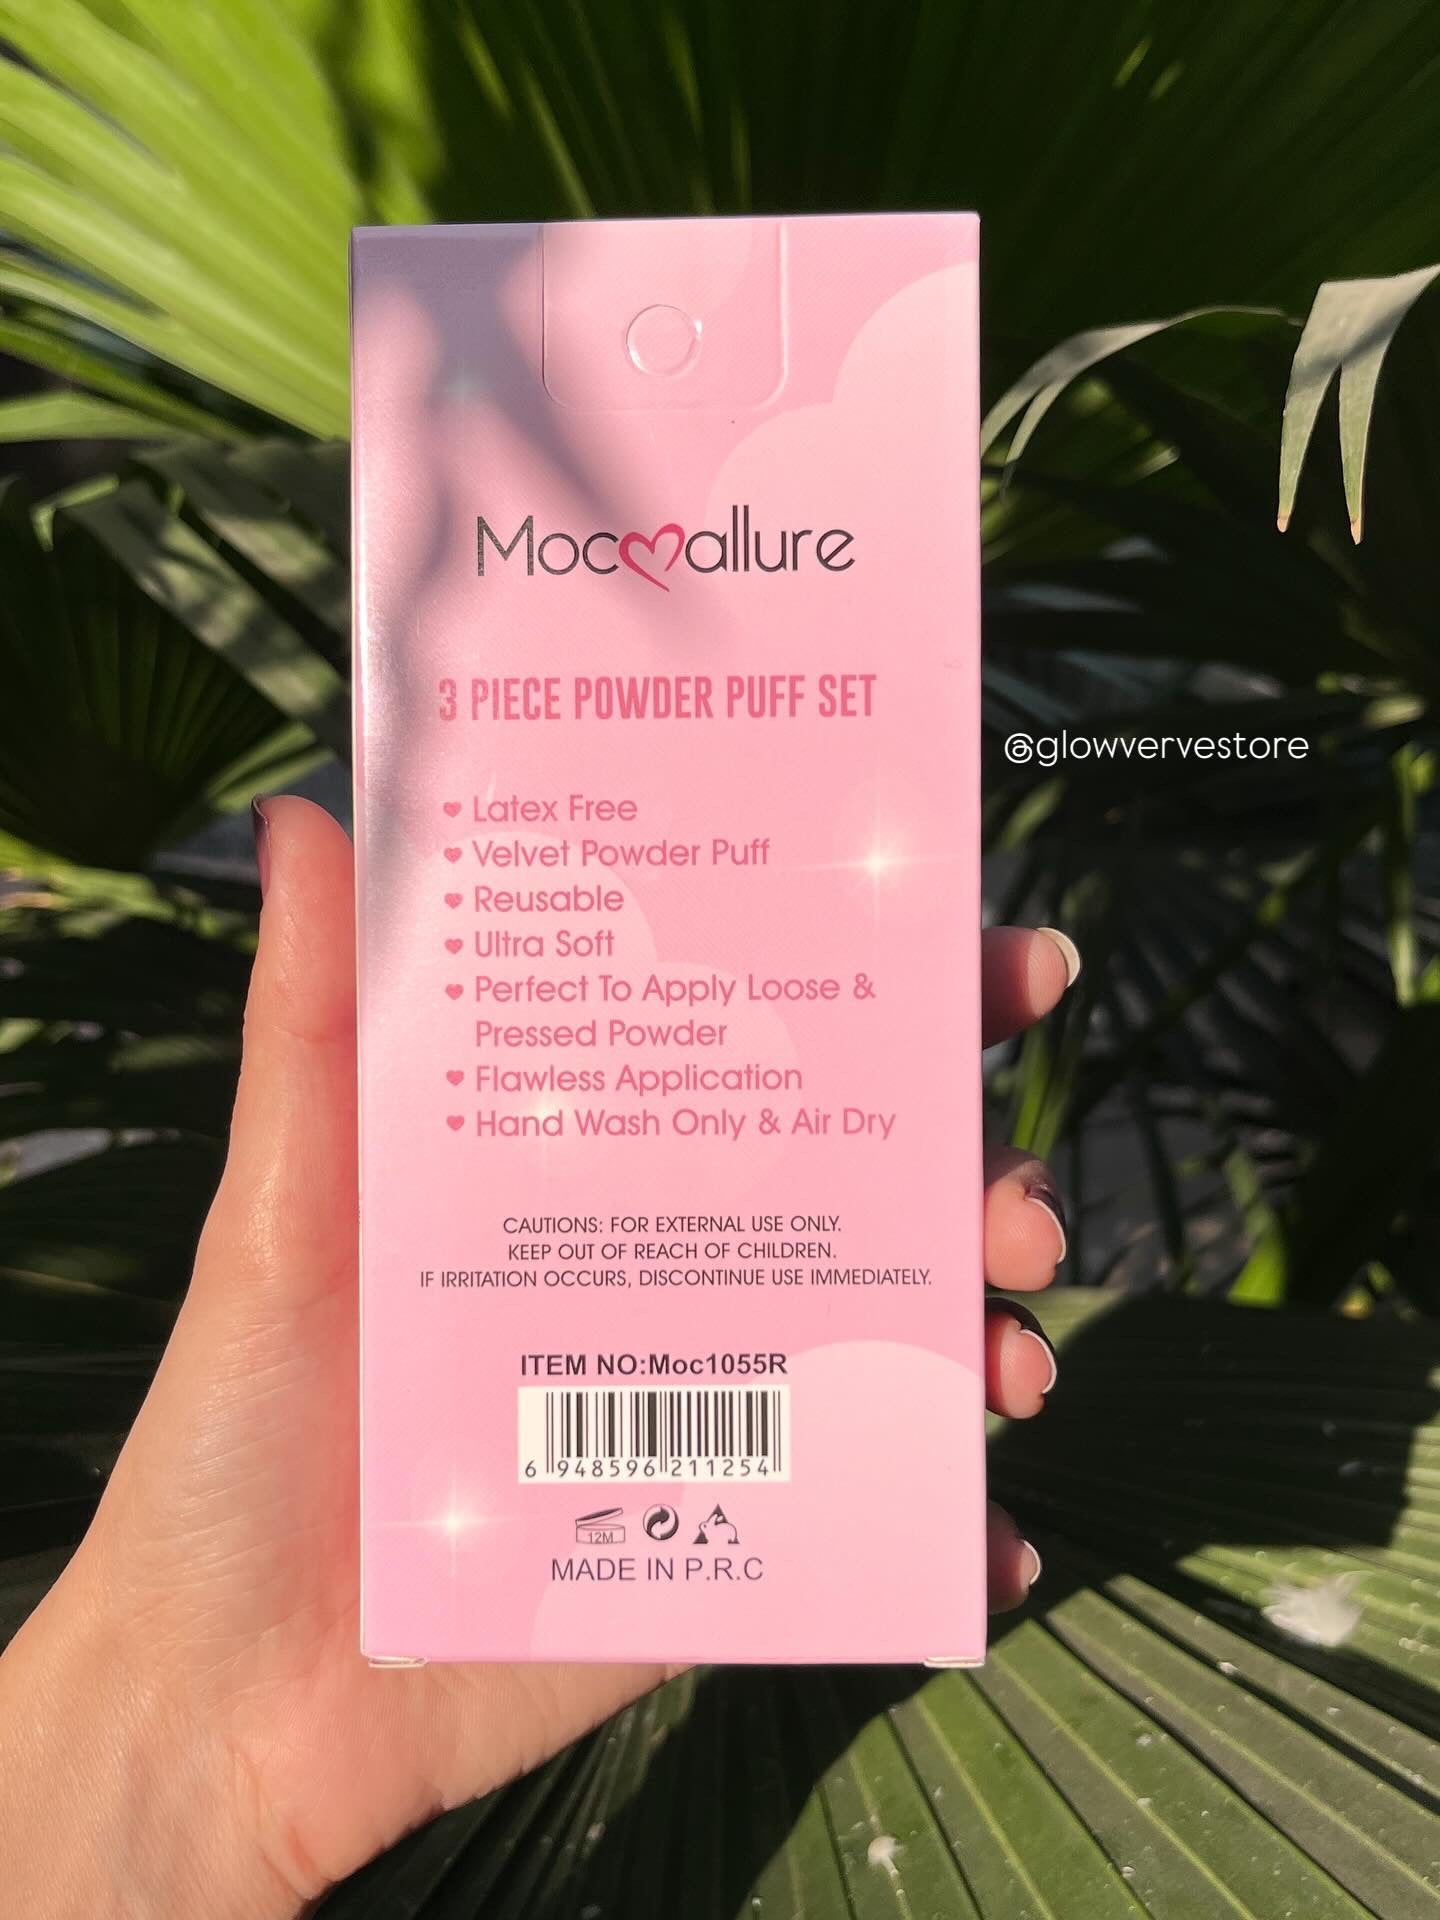 Mocallure
3 PIECE POWDER PUFF SET
@glowvervestore
Latex Free
Velvet Powder Puff
Reusable
Ultra Soft
Perfect To Apply Loose &
Pressed Powder
Flawless Application
Hand Wash Only & Air Dry
CAUTIONS: FOR EXTERNAL USE ONLY.
KEEP OUT OF REACH OF CHILDREN.
IF IRRITATION OCCURS, DISCONTINUE USE IMMEDIATELY.
ITEM NO:Moc1055R
6 948596 211254
12M
MADE IN P.R.C